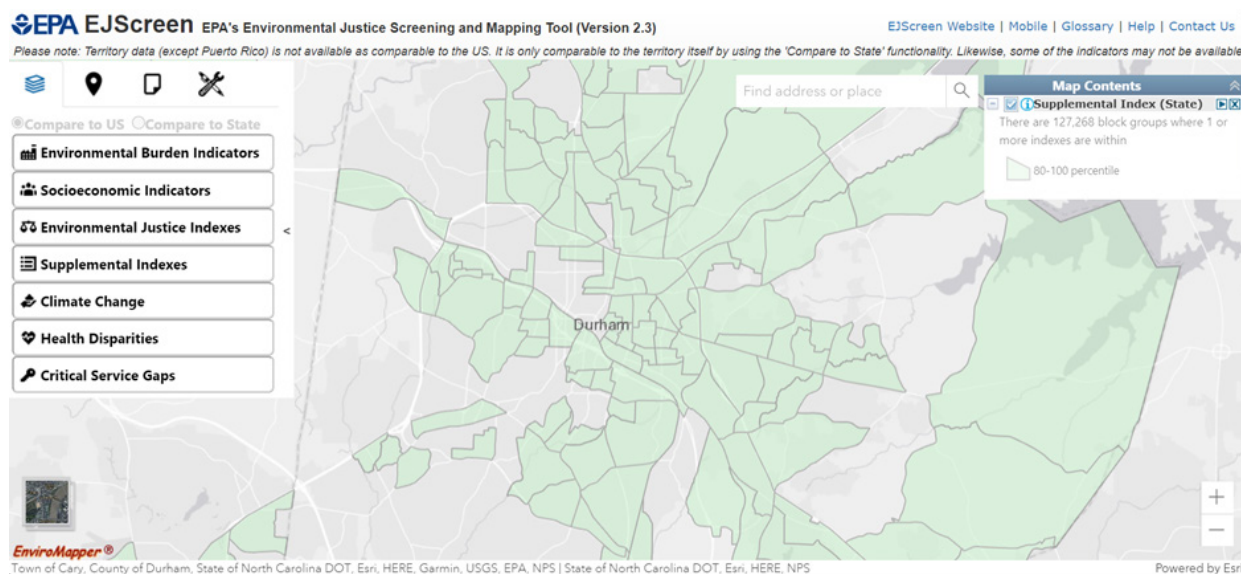 EPA EJScreen EPA's Environmental Justice Screening and Mapping Tool (Version 2.3)
EJScreen Website | Mobile | Glossary | Help | Contact Us
Please note: Territory data (except Puerto Rico) is not available as comparable to the US. It is only comparable to the territory itself by using the 'Compare to State' functionality. Likewise, some of the indicators may not be available
Find address or place
Map Contents
Compare to US Compare to State
Supplemental Index (State)
There are 127,268 block groups where 1 or
more indexes are within
80-100 percentile
Environmental Burden Indicators
Socioeconomic Indicators
Environmental Justice Indexes
<
Supplemental Indexes
Climate Change
Health Disparities
Critical Service Gaps
Durham
+
−
EnviroMapper ®
Town of Cary, County of Durham, State of North Carolina DOT, Esri, HERE, Garmin, USGS, EPA, NPS | State of North Carolina DOT, Esri, HERE, NPS
Powered by Esri